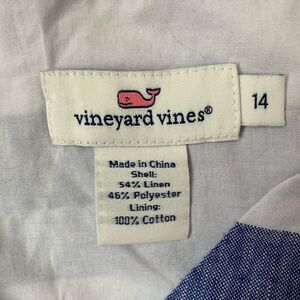 vineyard vines®
14
Made in China
Shell:
54% Linen
46% Polyester
Lining:
100% Cotton